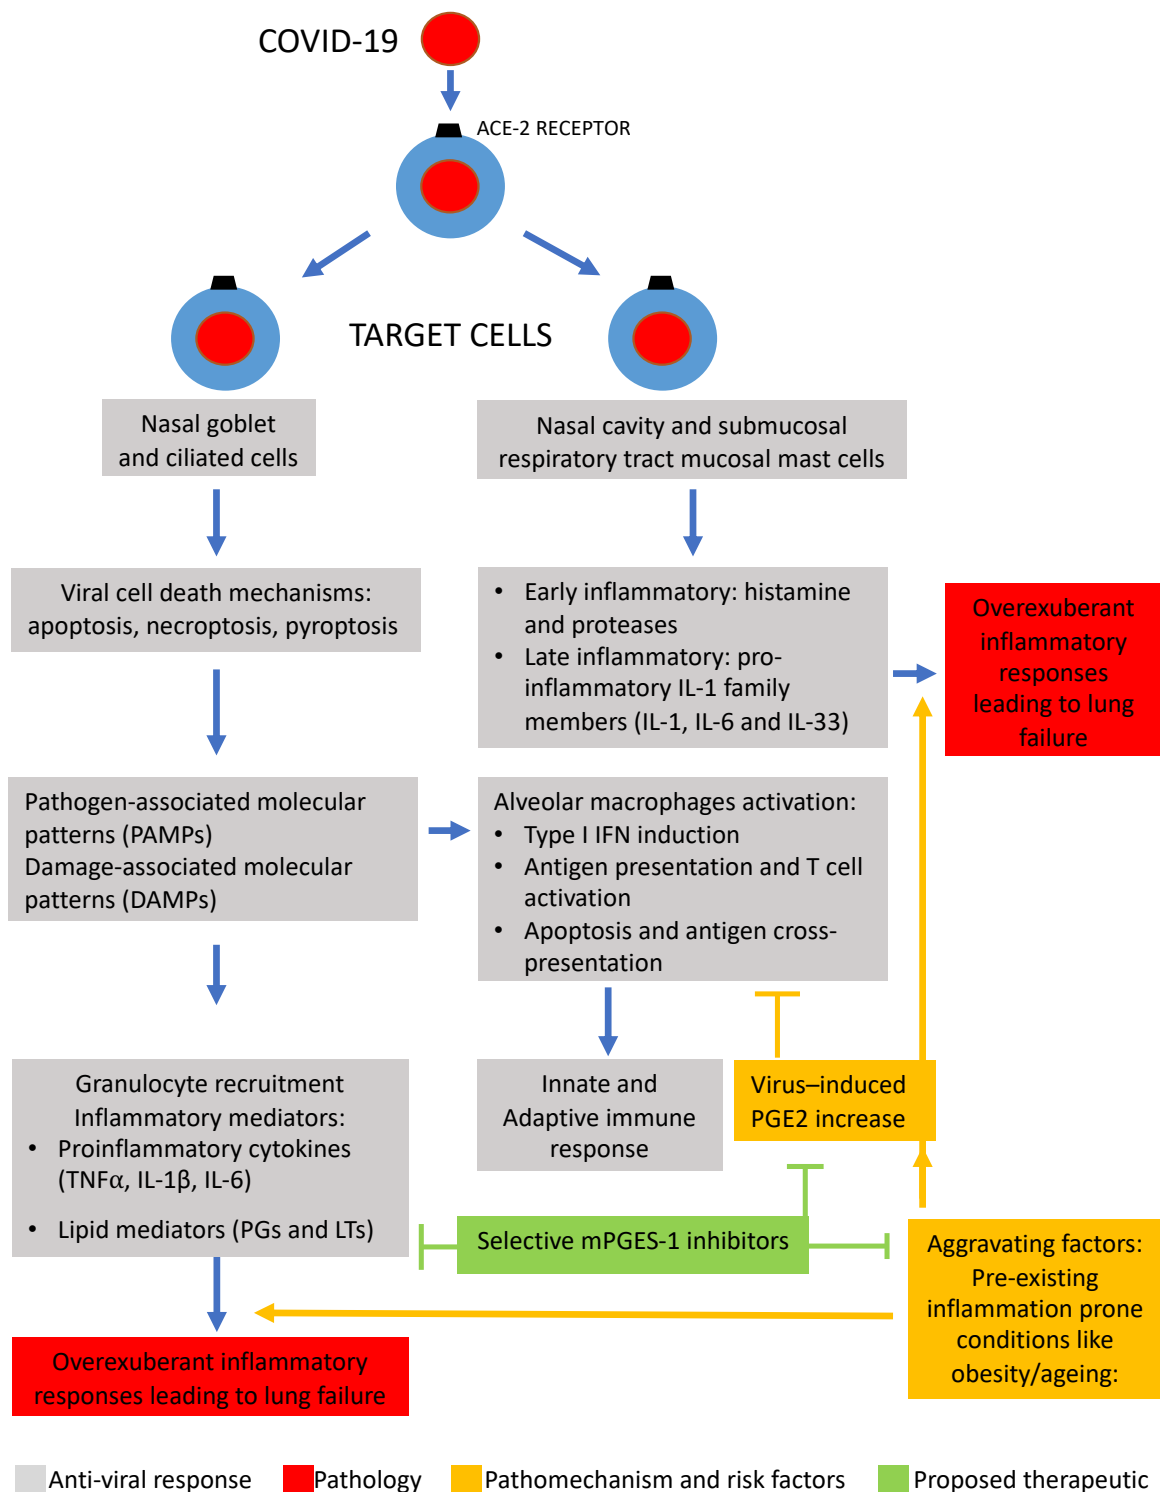 COVID-19
ACE-2 RECEPTOR
TARGET CELLS
Nasal goblet
and ciliated cells
Nasal cavity and submucosal
respiratory tract mucosal mast cells
Viral cell death mechanisms:
apoptosis, necroptosis, pyroptosis
• Early inflammatory: histamine
and proteases
• Late inflammatory: pro-
inflammatory IL-1 family
members (IL-1, IL-6 and IL-33)
Overexuberant
inflammatory
responses
leading to lung
failure
Pathogen-associated molecular
patterns (PAMPs)
Damage-associated molecular
patterns (DAMPs)
Alveolar macrophages activation:
• Type I IFN induction
• Antigen presentation and T cell
activation
• Apoptosis and antigen cross-
presentation
Granulocyte recruitment
Inflammatory mediators:
• Proinflammatory cytokines
(TNFα, IL-1β, IL-6)
• Lipid mediators (PGs and LTs)
Innate and
Adaptive immune
response
Virus–induced
PGE2 increase
Selective mPGES-1 inhibitors
Aggravating factors:
Pre-existing
inflammation prone
conditions like
obesity/ageing:
Overexuberant inflammatory
responses leading to lung failure
Anti-viral response
Pathology
Pathomechanism and risk factors
Proposed therapeutic